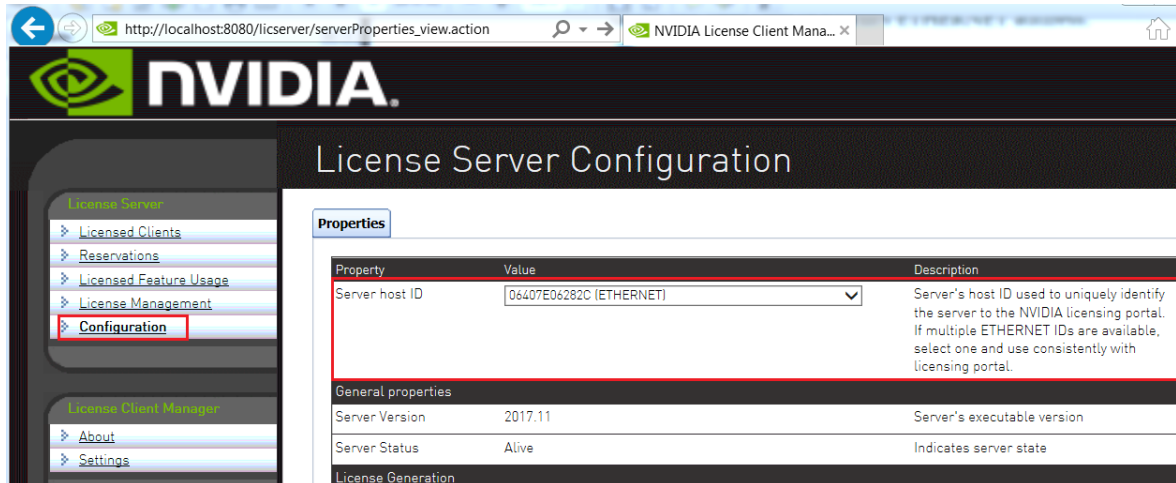 http://localhost:8080/licserver/serverProperties_view.action
NVIDIA License Client Mana...
NVIDIA.
License Server Configuration
License Server
Licensed Clients
Reservations
Licensed Feature Usage
License Management
Configuration
License Client Manager
About
Settings
Properties
Property Value Description
Server host ID 06407E06282C (ETHERNET) Server's host ID used to uniquely identify
the server to the NVIDIA licensing portal.
If multiple ETHERNET IDs are available,
select one and use consistently with
licensing portal.
General properties
Server Version 2017.11 Server's executable version
Server Status Alive Indicates server state
License Generation